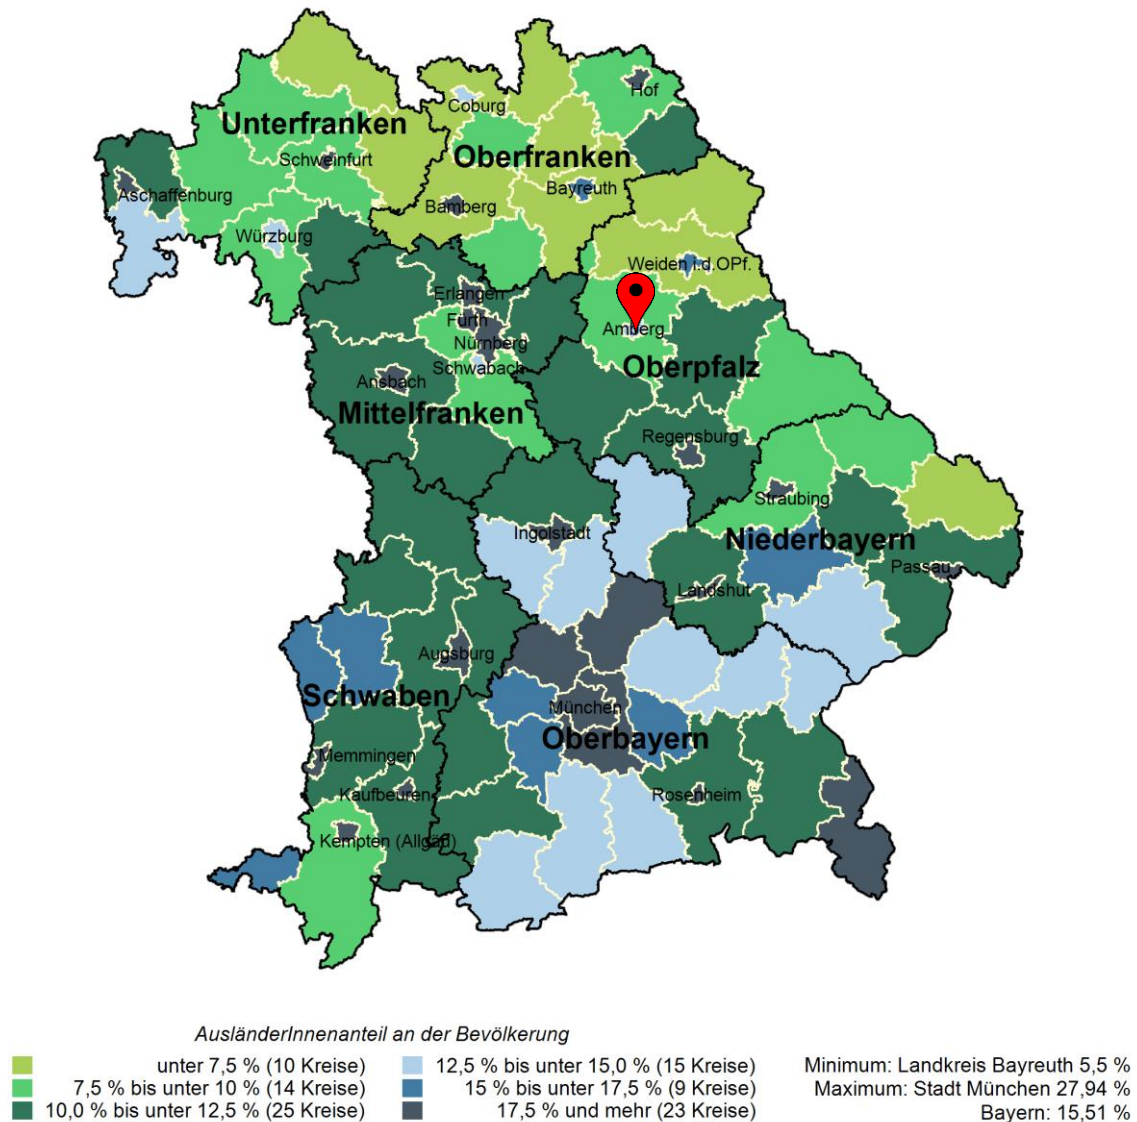 Hof
Coburg
Unterfranken
Oberfranken
Schweinfurt
Bayreuth
Aschaffenburg
Bamberg
Würzburg
Weiden i.d.OPf.
Erlangen
Fürth
Amberg
Nürnberg
Schwabach
Oberpfalz
Ansbach
Mittelfranken
Regensburg
Straubing
Ingolstadt
Niederbayern
Passau
Landshut
Augsburg
Schwaben
München
Oberbayern
Memmingen
Kaufbeuren
Rosenheim
Kempten (Allgäu)
AusländerInnenanteil an der Bevölkerung
unter 7,5 % (10 Kreise)
7,5 % bis unter 10 % (14 Kreise)
10,0 % bis unter 12,5 % (25 Kreise)
12,5 % bis unter 15,0 % (15 Kreise)
15 % bis unter 17,5 % (9 Kreise)
17,5 % und mehr (23 Kreise)
Minimum: Landkreis Bayreuth 5,5 %
Maximum: Stadt München 27,94 %
Bayern: 15,51 %